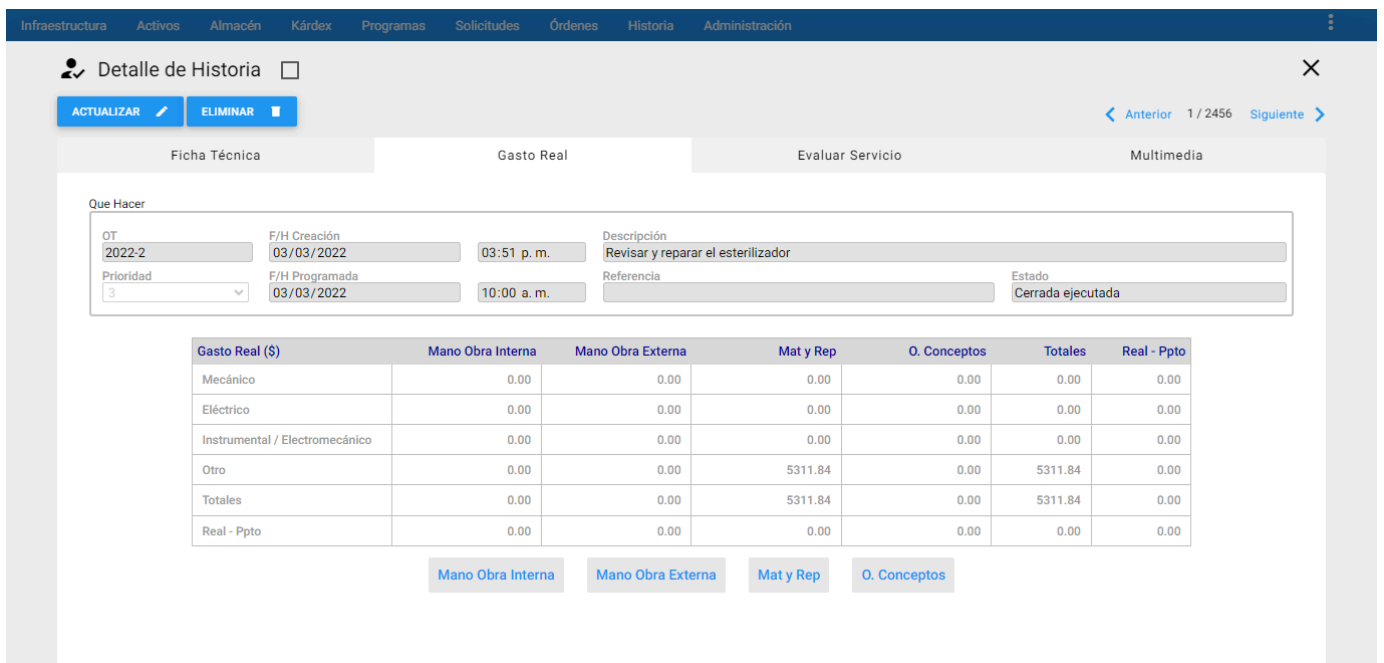 Infraestructura Activos Almacén Kárdex Programas Solicitudes Órdenes Historia Administración
Detalle de Historia
ACTUALIZAR ELIMINAR
Anterior 1 / 2456 Siguiente
Ficha Técnica Gasto Real Evaluar Servicio Multimedia
Que Hacer
OT F/H Creación Descripción
2022-2 03/03/2022 03:51 p. m. Revisar y reparar el esterilizador
Prioridad F/H Programada Referencia Estado
3 03/03/2022 10:00 a. m. Cerrada ejecutada
Gasto Real ($) Mano Obra Interna Mano Obra Externa Mat y Rep O. Conceptos Totales Real - Ppto
Mecánico 0.00 0.00 0.00 0.00 0.00 0.00
Eléctrico 0.00 0.00 0.00 0.00 0.00 0.00
Instrumental / Electromecánico 0.00 0.00 0.00 0.00 0.00 0.00
Otro 0.00 0.00 5311.84 0.00 5311.84 0.00
Totales 0.00 0.00 5311.84 0.00 5311.84 0.00
Real - Ppto 0.00 0.00 0.00 0.00 0.00 0.00
Mano Obra Interna Mano Obra Externa Mat y Rep O. Conceptos